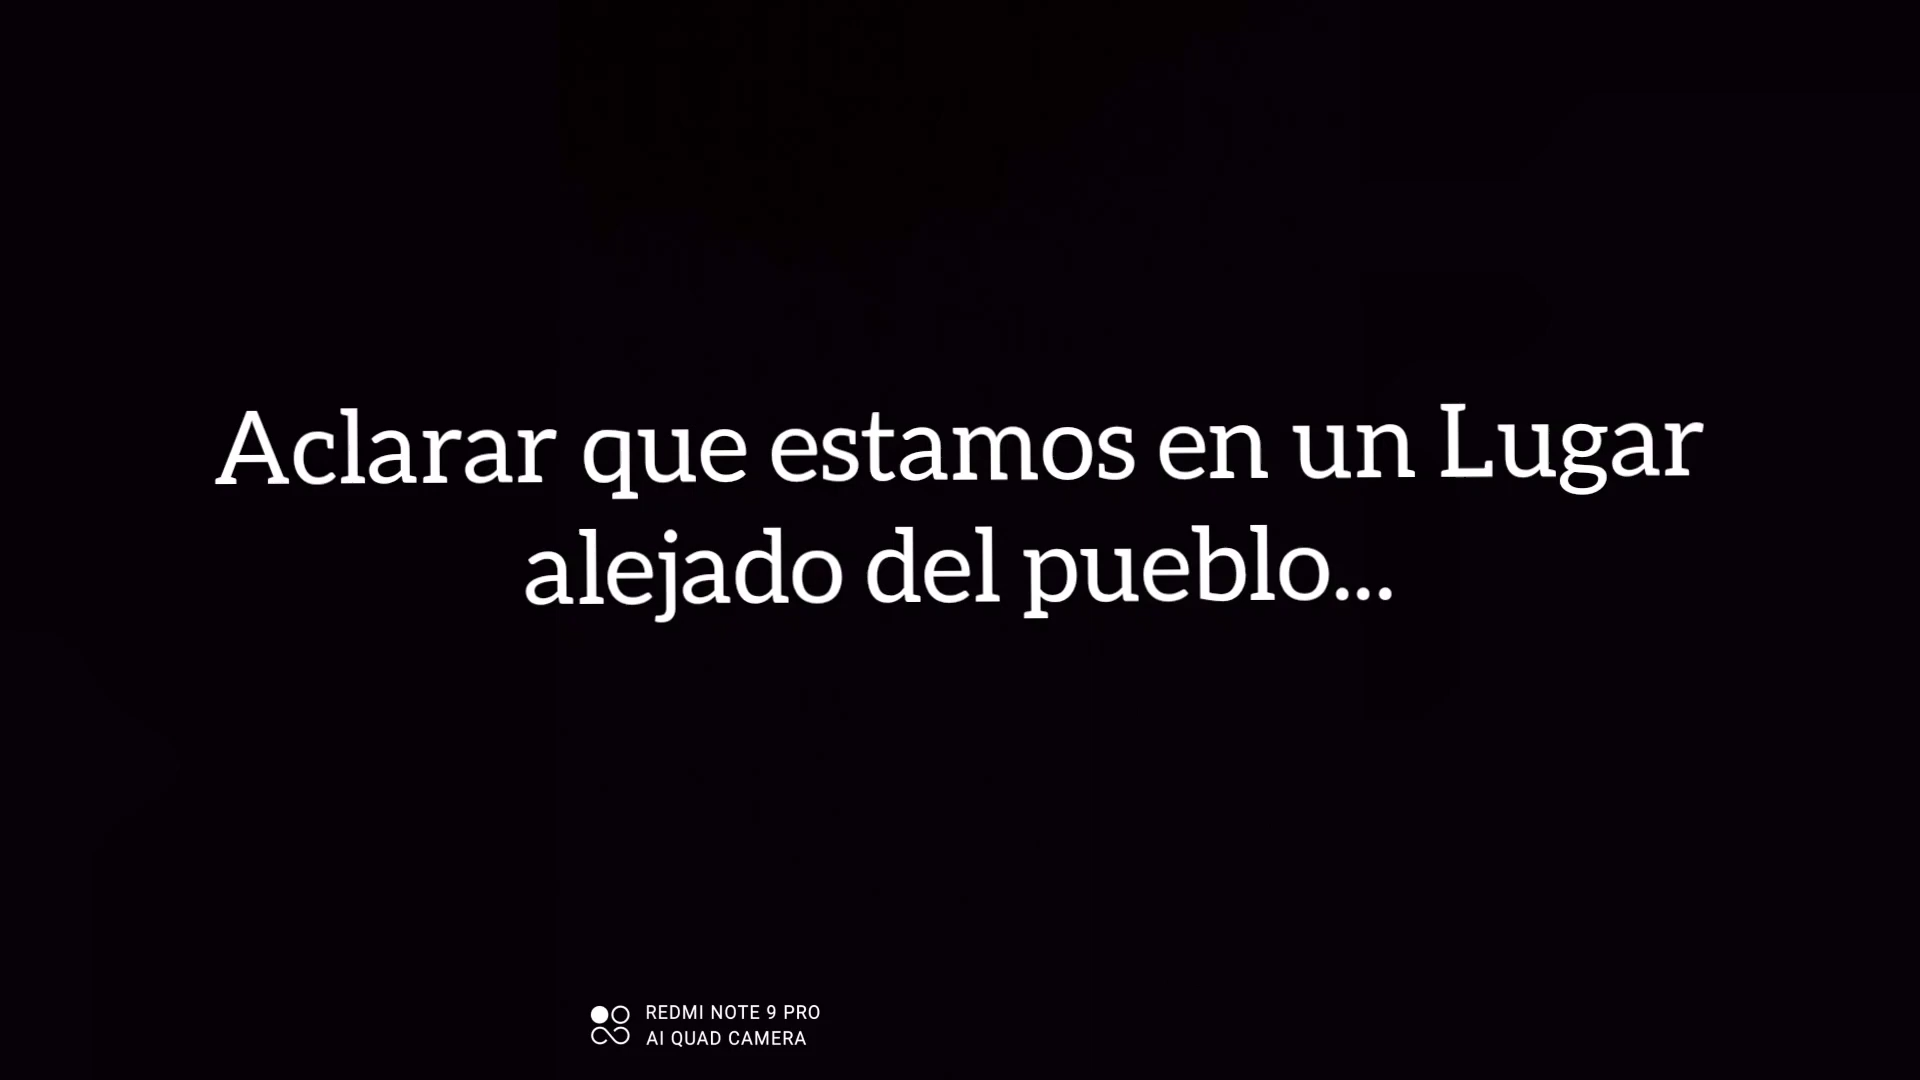 Aclarar que estamos en un Lugar
alejado del pueblo...
REDMI NOTE 9 PRO
AI QUAD CAMERA